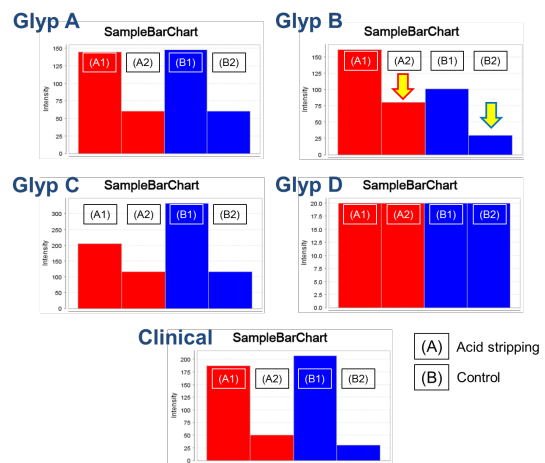 Glyp A
SampleBarChart
Intensity
150
125
100
75
50
25
0
(A1)
(A2)
(B1)
(B2)
Glyp B
SampleBarChart
Intensity
150
125
100
75
50
25
0
(A1)
(A2)
(B1)
(B2)
Glyp C
SampleBarChart
Intensity
300
250
200
150
100
50
0
(A1)
(A2)
(B1)
(B2)
Glyp D
SampleBarChart
Intensity
20.0
17.5
15.0
12.5
10.0
7.5
5.0
2.5
0.0
(A1)
(A2)
(B1)
(B2)
Clinical
SampleBarChart
Intensity
200
175
150
125
100
75
50
25
0
(A1)
(A2)
(B1)
(B2)
(A) Acid stripping
(B) Control